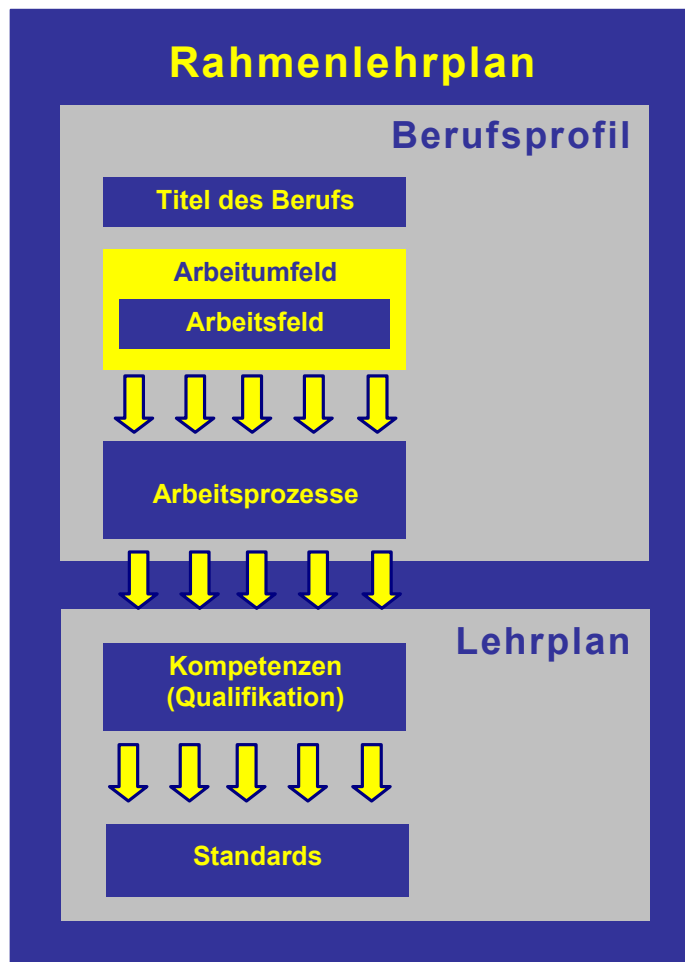 Rahmenlehrplan
Berufsprofil
Titel des Berufs
Arbeitumfeld
Arbeitsfeld
Arbeitsprozesse
Lehrplan
Kompetenzen
(Qualifikation)
Standards